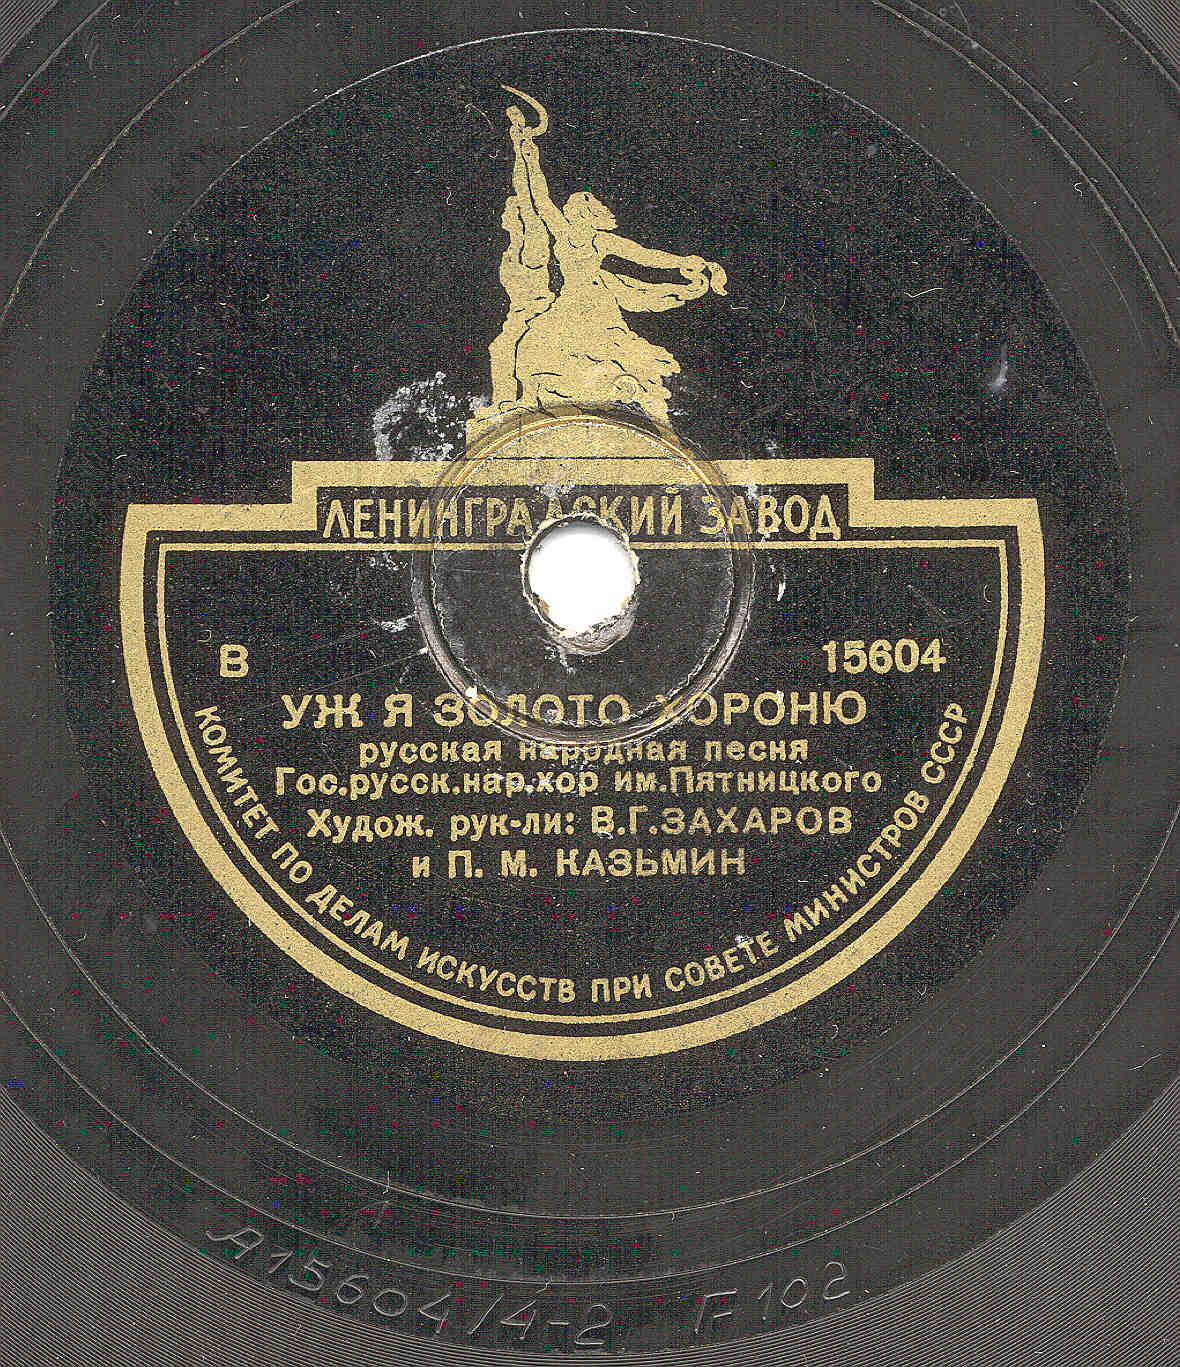 ЛЕНИНГРАДСКИЙ ЗАВОД
В 15604
УЖ Я ЗОЛОТО ХОРОНЮ
русская народная песня
Гос.русск.нар.хор им.Пятницкого
Худож. рук-ли: В.Г.ЗАХАРОВ
и П. М. КАЗЬМИН
КОМИТЕТ ПО ДЕЛАМ ИСКУССТВ ПРИ СОВЕТЕ МИНИСТРОВ СССР
А15604/4-2 F 102